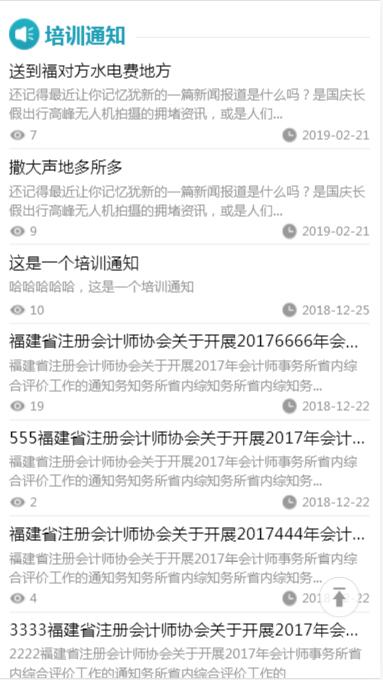 培训通知
送到福对方水电费地方
还记得最近让你记忆犹新的一篇新闻报道是什么吗？是国庆长
假出行高峰无人机拍摄的拥堵资讯，或是人们...
7 2019-02-21
撒大声地多所多
还记得最近让你记忆犹新的一篇新闻报道是什么吗？是国庆长
假出行高峰无人机拍摄的拥堵资讯，或是人们...
9 2019-02-21
这是一个培训通知
哈哈哈哈哈，这是一个培训通知
10 2018-12-25
福建省注册会计师协会关于开展20176666年会...
福建省注册会计师协会关于开展2017年会计师事务所省内综
合评价工作的通知务知务所省内综知务所省内综知务...
19 2018-12-22
555福建省注册会计师协会关于开展2017年会计...
福建省注册会计师协会关于开展2017年会计师事务所省内综
合评价工作的通知务知务所省内综知务所省内综知务...
2 2018-12-22
福建省注册会计师协会关于开展2017444年会计...
福建省注册会计师协会关于开展2017年会计师事务所省内综
合评价工作的通知务知务所省内综知务所省内综知务...
4 2018-12-22
3333福建省注册会计师协会关于开展2017年会...
2222福建省注册会计师协会关于开展2017年会计师事务所省
内综合评价工作的通知务知务所省内综合评价工作的